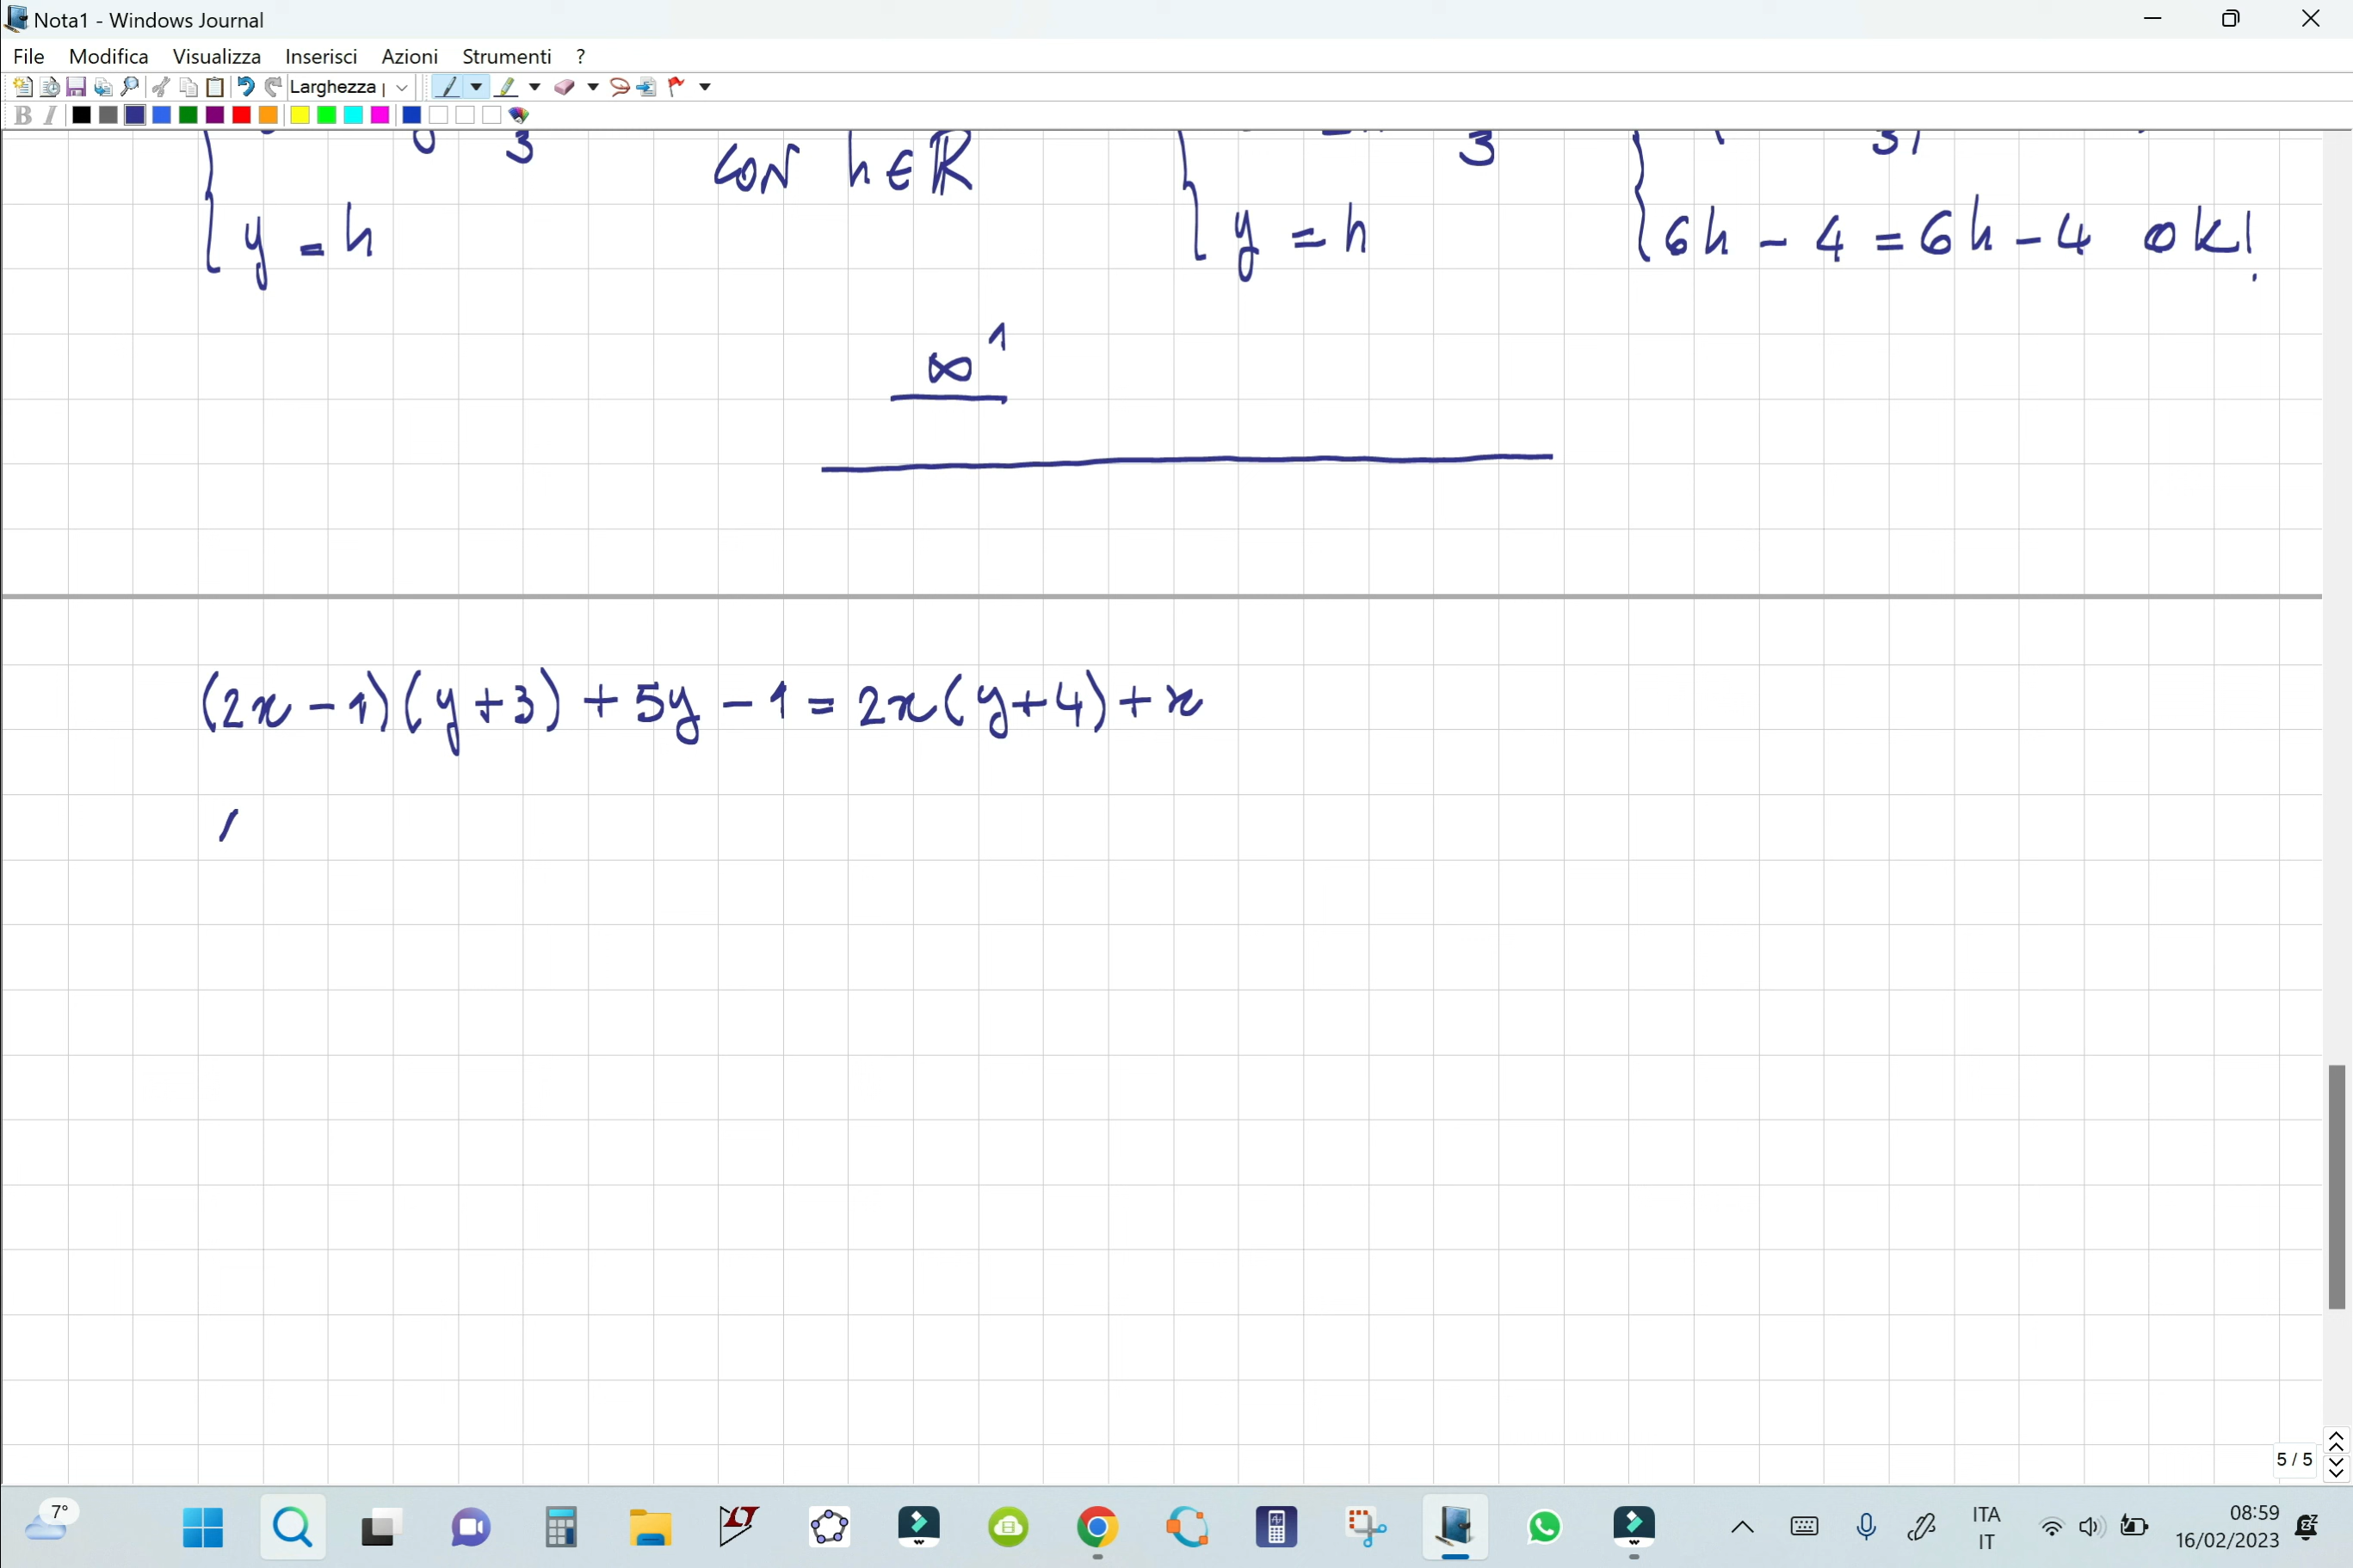 Nota1 - Windows Journal
File Modifica Visualizza Inserisci Azioni Strumenti ?
Larghezza
B I
3 3
con h∈ℝ
y = h
y = h
6h - 4 = 6h - 4 ok!
∞¹
(2x - 1)(y + 3) + 5y - 1 = 2x(y + 4) + x
5 / 5
7°
ITA
IT
08:59
16/02/2023